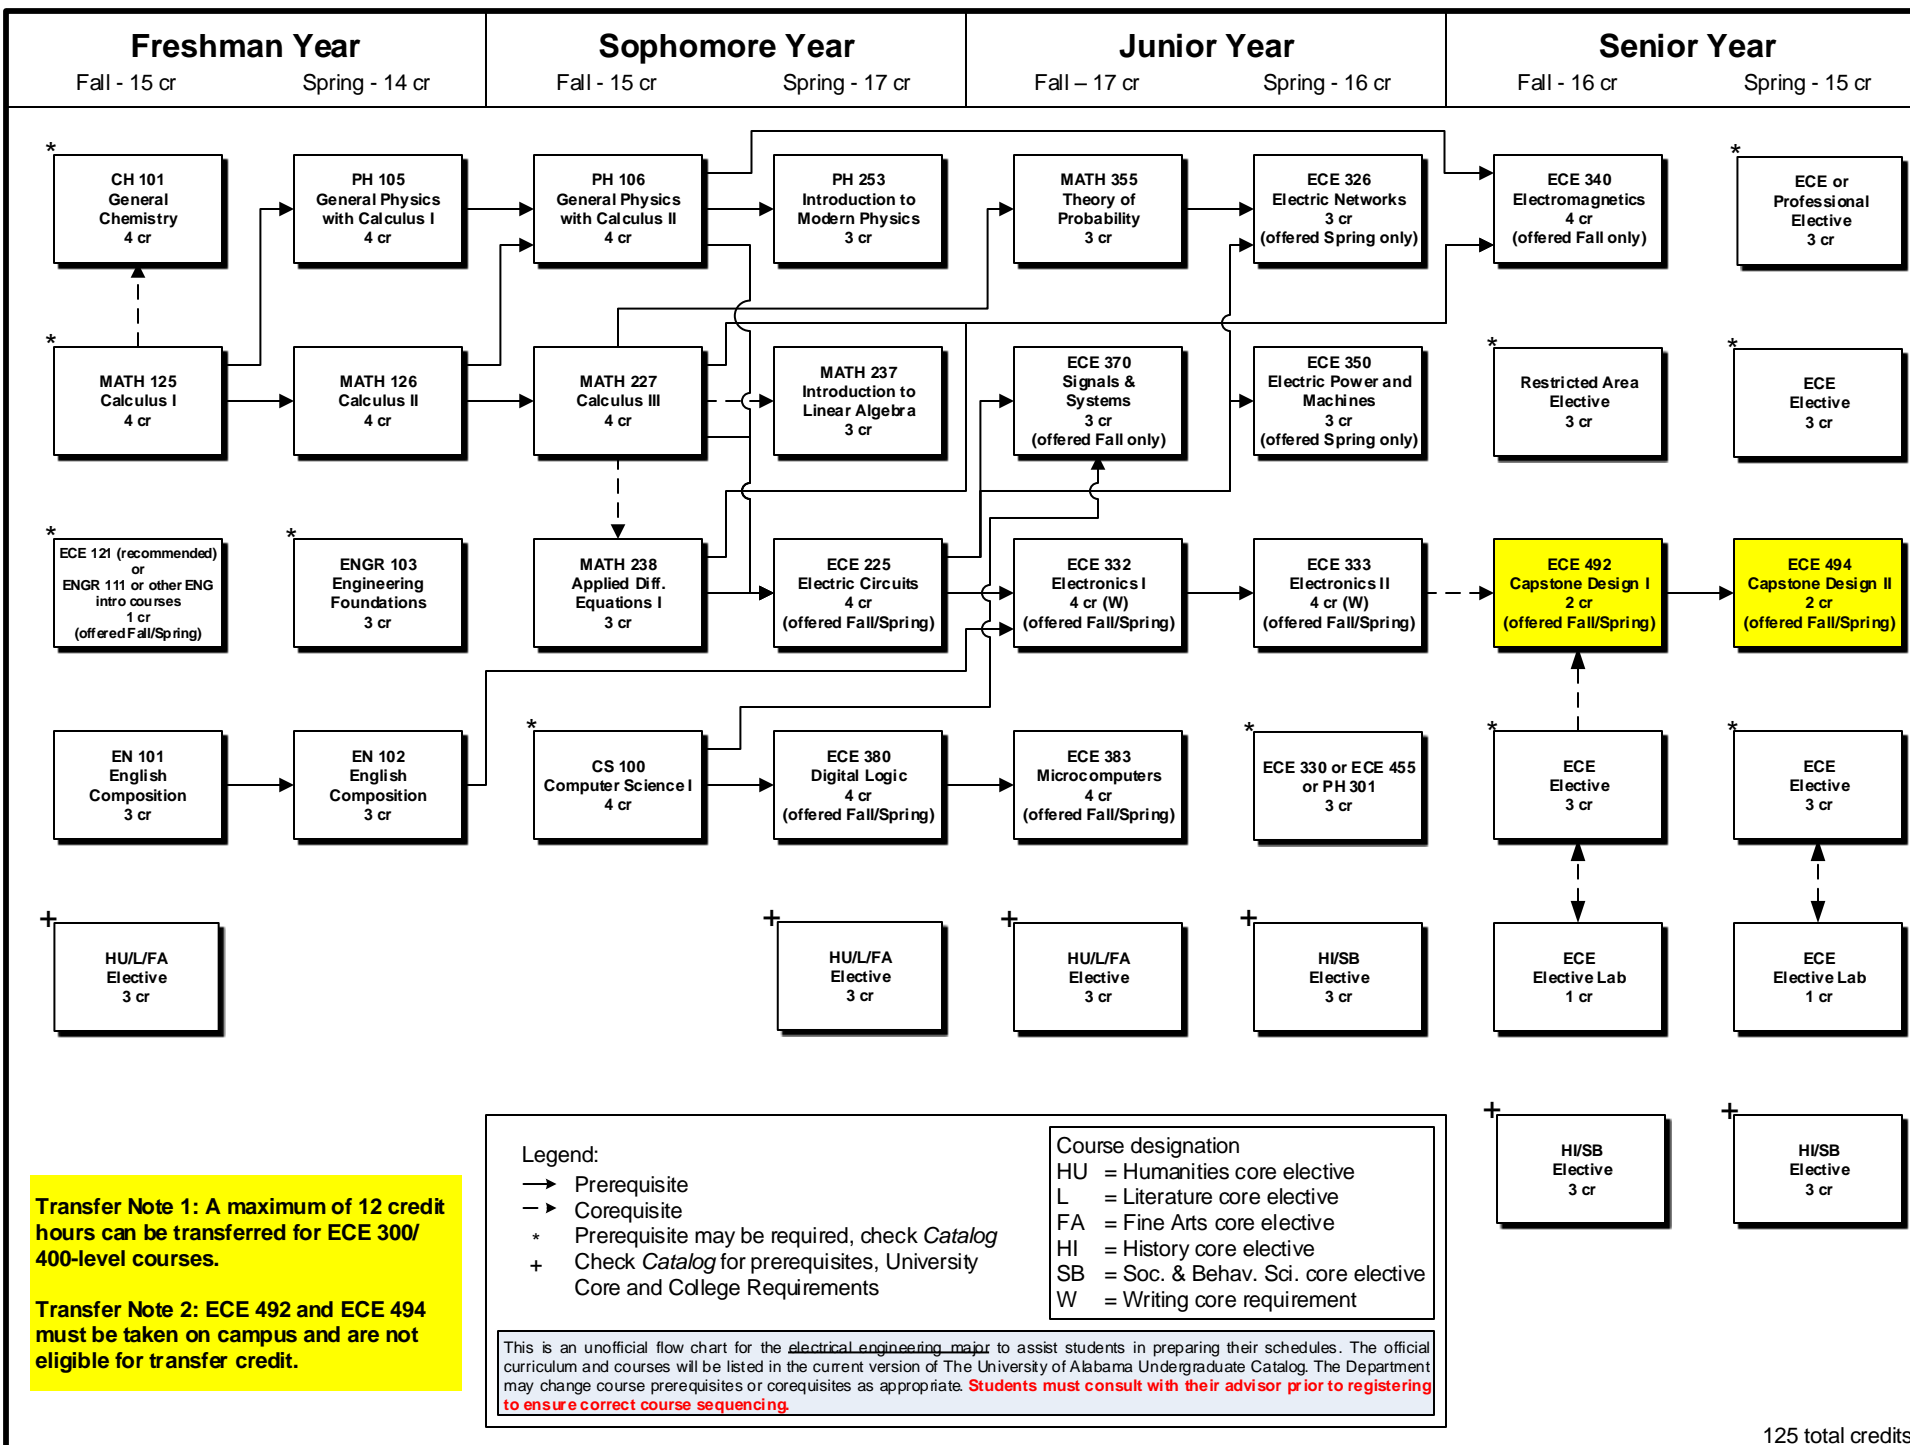 Freshman Year
Fall - 15 cr
Spring - 14 cr
Sophomore Year
Fall - 15 cr
Spring - 17 cr
Junior Year
Fall – 17 cr
Spring - 16 cr
Senior Year
Fall - 16 cr
Spring - 15 cr
*
CH 101
General
Chemistry
4 cr
PH 105
General Physics
with Calculus I
4 cr
PH 106
General Physics
with Calculus II
4 cr
PH 253
Introduction to
Modern Physics
3 cr
MATH 355
Theory of
Probability
3 cr
ECE 326
Electric Networks
3 cr
(offered Spring only)
ECE 340
Electromagnetics
4 cr
(offered Fall only)
*
ECE or
Professional
Elective
3 cr
*
MATH 125
Calculus I
4 cr
MATH 126
Calculus II
4 cr
MATH 227
Calculus III
4 cr
MATH 237
Introduction to
Linear Algebra
3 cr
ECE 370
Signals &
Systems
3 cr
(offered Fall only)
ECE 350
Electric Power and
Machines
3 cr
(offered Spring only)
*
Restricted Area
Elective
3 cr
*
ECE
Elective
3 cr
*
ECE 121 (recommended)
or
ENGR 111 or other ENG
intro courses
1 cr
(offered Fall/Spring)
*
ENGR 103
Engineering
Foundations
3 cr
MATH 238
Applied Diff.
Equations I
3 cr
ECE 225
Electric Circuits
4 cr
(offered Fall/Spring)
ECE 332
Electronics I
4 cr (W)
(offered Fall/Spring)
ECE 333
Electronics II
4 cr (W)
(offered Fall/Spring)
ECE 492
Capstone Design I
2 cr
(offered Fall/Spring)
ECE 494
Capstone Design II
2 cr
(offered Fall/Spring)
EN 101
English
Composition
3 cr
EN 102
English
Composition
3 cr
*
CS 100
Computer Science I
4 cr
ECE 380
Digital Logic
4 cr
(offered Fall/Spring)
ECE 383
Microcomputers
4 cr
(offered Fall/Spring)
*
ECE 330 or ECE 455
or PH 301
3 cr
*
ECE
Elective
3 cr
*
ECE
Elective
3 cr
+
HU/L/FA
Elective
3 cr
+
HU/L/FA
Elective
3 cr
+
HU/L/FA
Elective
3 cr
+
HI/SB
Elective
3 cr
ECE
Elective Lab
1 cr
ECE
Elective Lab
1 cr
+
HI/SB
Elective
3 cr
+
HI/SB
Elective
3 cr
Transfer Note 1: A maximum of 12 credit
hours can be transferred for ECE 300/
400-level courses.
Transfer Note 2: ECE 492 and ECE 494
must be taken on campus and are not
eligible for transfer credit.
Legend:
Prerequisite
Corequisite
* Prerequisite may be required, check Catalog
+ Check Catalog for prerequisites, University
Core and College Requirements
Course designation
HU = Humanities core elective
L = Literature core elective
FA = Fine Arts core elective
HI = History core elective
SB = Soc. & Behav. Sci. core elective
W = Writing core requirement
This is an unofficial flow chart for the electrical engineering major to assist students in preparing their schedules. The official
curriculum and courses will be listed in the current version of The University of Alabama Undergraduate Catalog. The Department
may change course prerequisites or corequisites as appropriate. Students must consult with their advisor prior to registering
to ensure correct course sequencing.
125 total credits